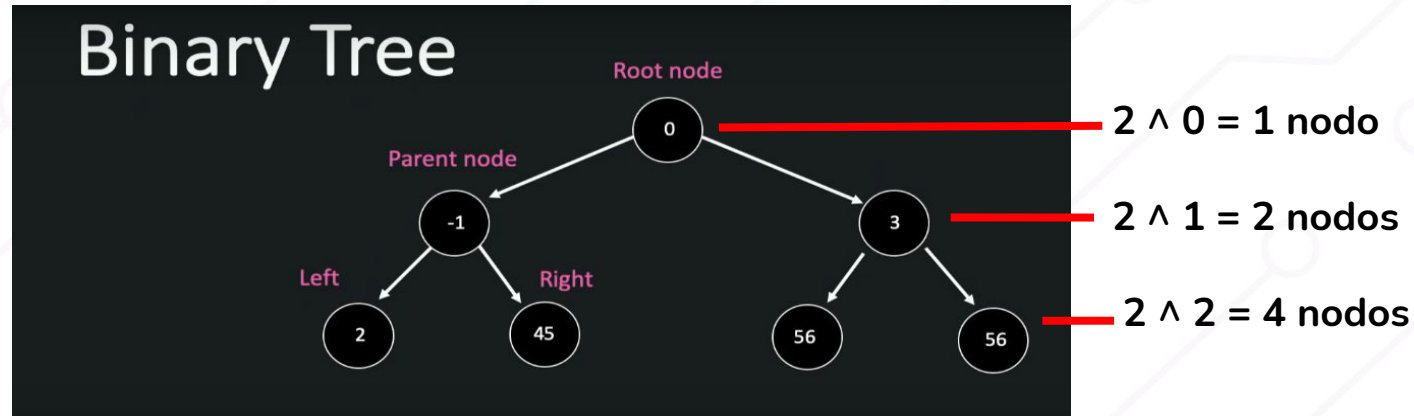 Binary Tree
Root node
0
2 ^ 0 = 1 nodo
Parent node
-1
3
2 ^ 1 = 2 nodos
Left
Right
2
45
56
56
2 ^ 2 = 4 nodos